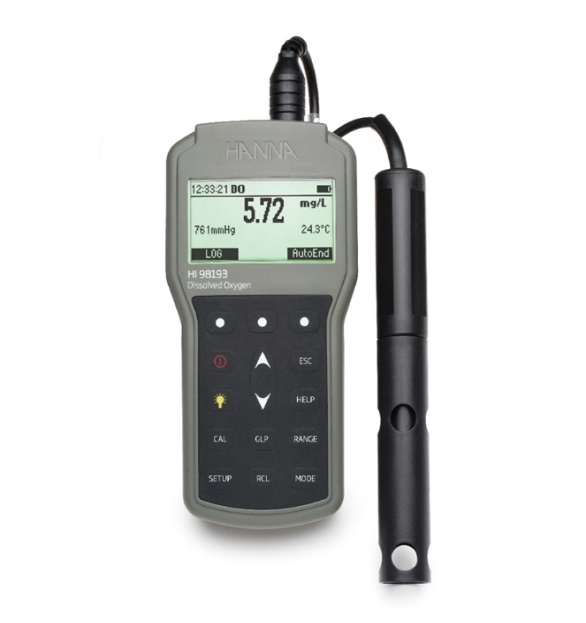 HANNA
12:33:21 DO
5.72 mg/L
761mmHg 24.3°C
LOG AutoEnd
HI 98193
Dissolved Oxygen
ESC
HELP
CAL GLP RANGE
SETUP RCL MODE